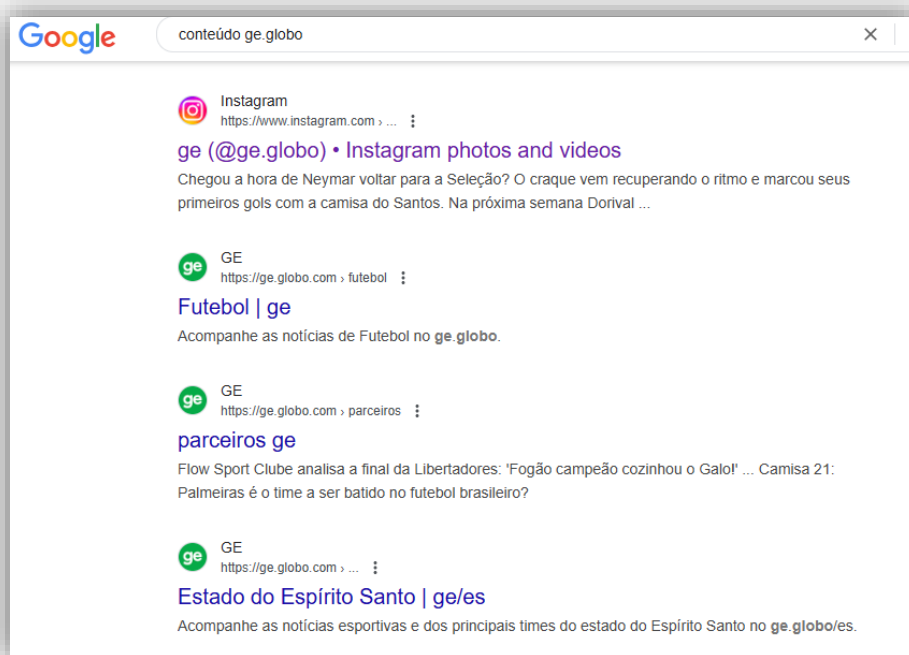 Google
conteúdo ge.globo
Instagram
https://www.instagram.com › ...
ge (@ge.globo) • Instagram photos and videos
Chegou a hora de Neymar voltar para a Seleção? O craque vem recuperando o ritmo e marcou seus
primeiros gols com a camisa do Santos. Na próxima semana Dorival ...
ge
GE
https://ge.globo.com › futebol
Futebol | ge
Acompanhe as notícias de Futebol no ge.globo.
ge
GE
https://ge.globo.com › parceiros
parceiros ge
Flow Sport Clube analisa a final da Libertadores: 'Fogão campeão cozinhou o Galo!' ... Camisa 21:
Palmeiras é o time a ser batido no futebol brasileiro?
ge
GE
https://ge.globo.com › ...
Estado do Espírito Santo | ge/es
Acompanhe as notícias esportivas e dos principais times do estado do Espírito Santo no ge.globo/es.